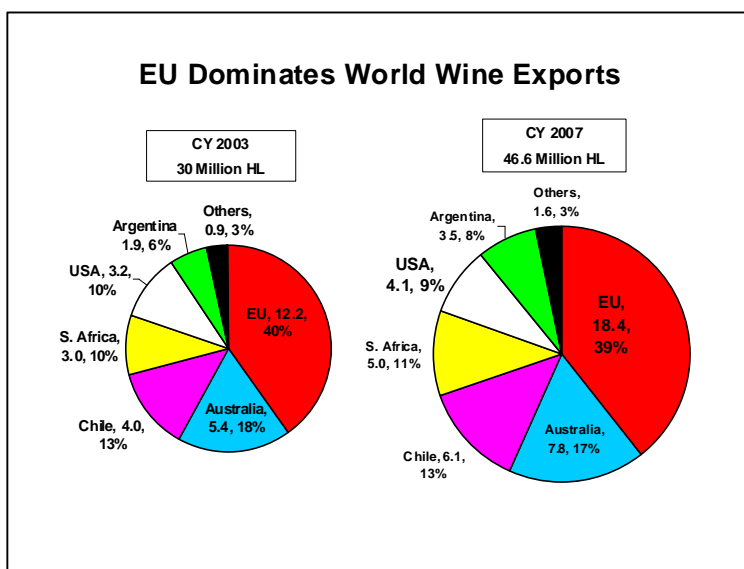 EU Dominates World Wine Exports
CY 2003
30 Million HL
Others,
0.9, 3%
Argentina
1.9, 6%
USA, 3.2,
10%
EU, 12.2,
40%
S. Africa,
3.0, 10%
Chile, 4.0,
13%
Australia,
5.4, 18%
CY 2007
46.6 Million HL
Others,
1.6, 3%
Argentina,
3.5, 8%
USA,
4.1, 9%
EU,
18.4,
39%
S. Africa,
5.0, 11%
Chile, 6.1,
13%
Australia,
7.8, 17%